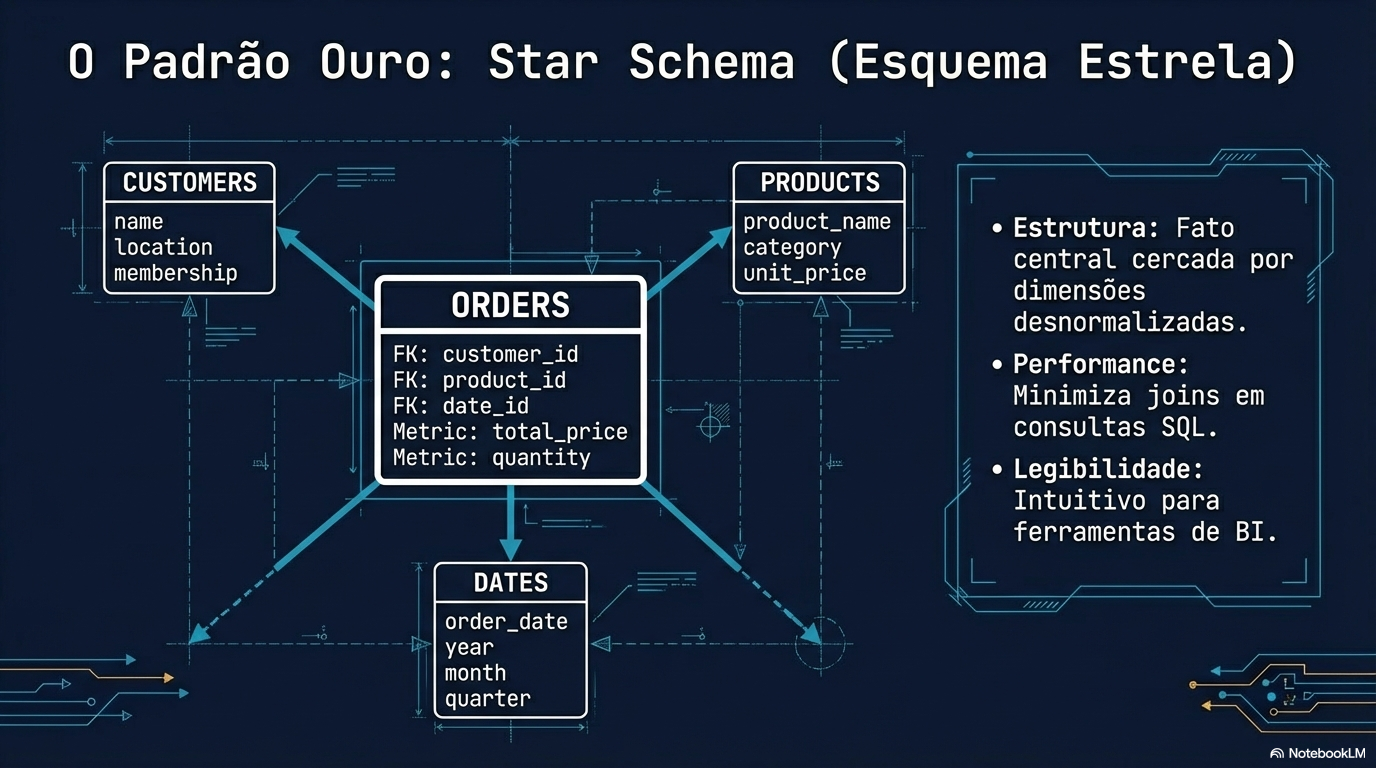 O Padrão Ouro: Star Schema (Esquema Estrela)
CUSTOMERS
name
location
membership
PRODUCTS
product_name
category
unit_price
ORDERS
FK: customer_id
FK: product_id
FK: date_id
Metric: total_price
Metric: quantity
DATES
order_date
year
month
quarter
• Estrutura: Fato
central cercada por
dimensões
desnormalizadas.
• Performance:
Minimiza joins em
consultas SQL.
• Legibilidade:
Intuitivo para
ferramentas de BI.
NotebookLM